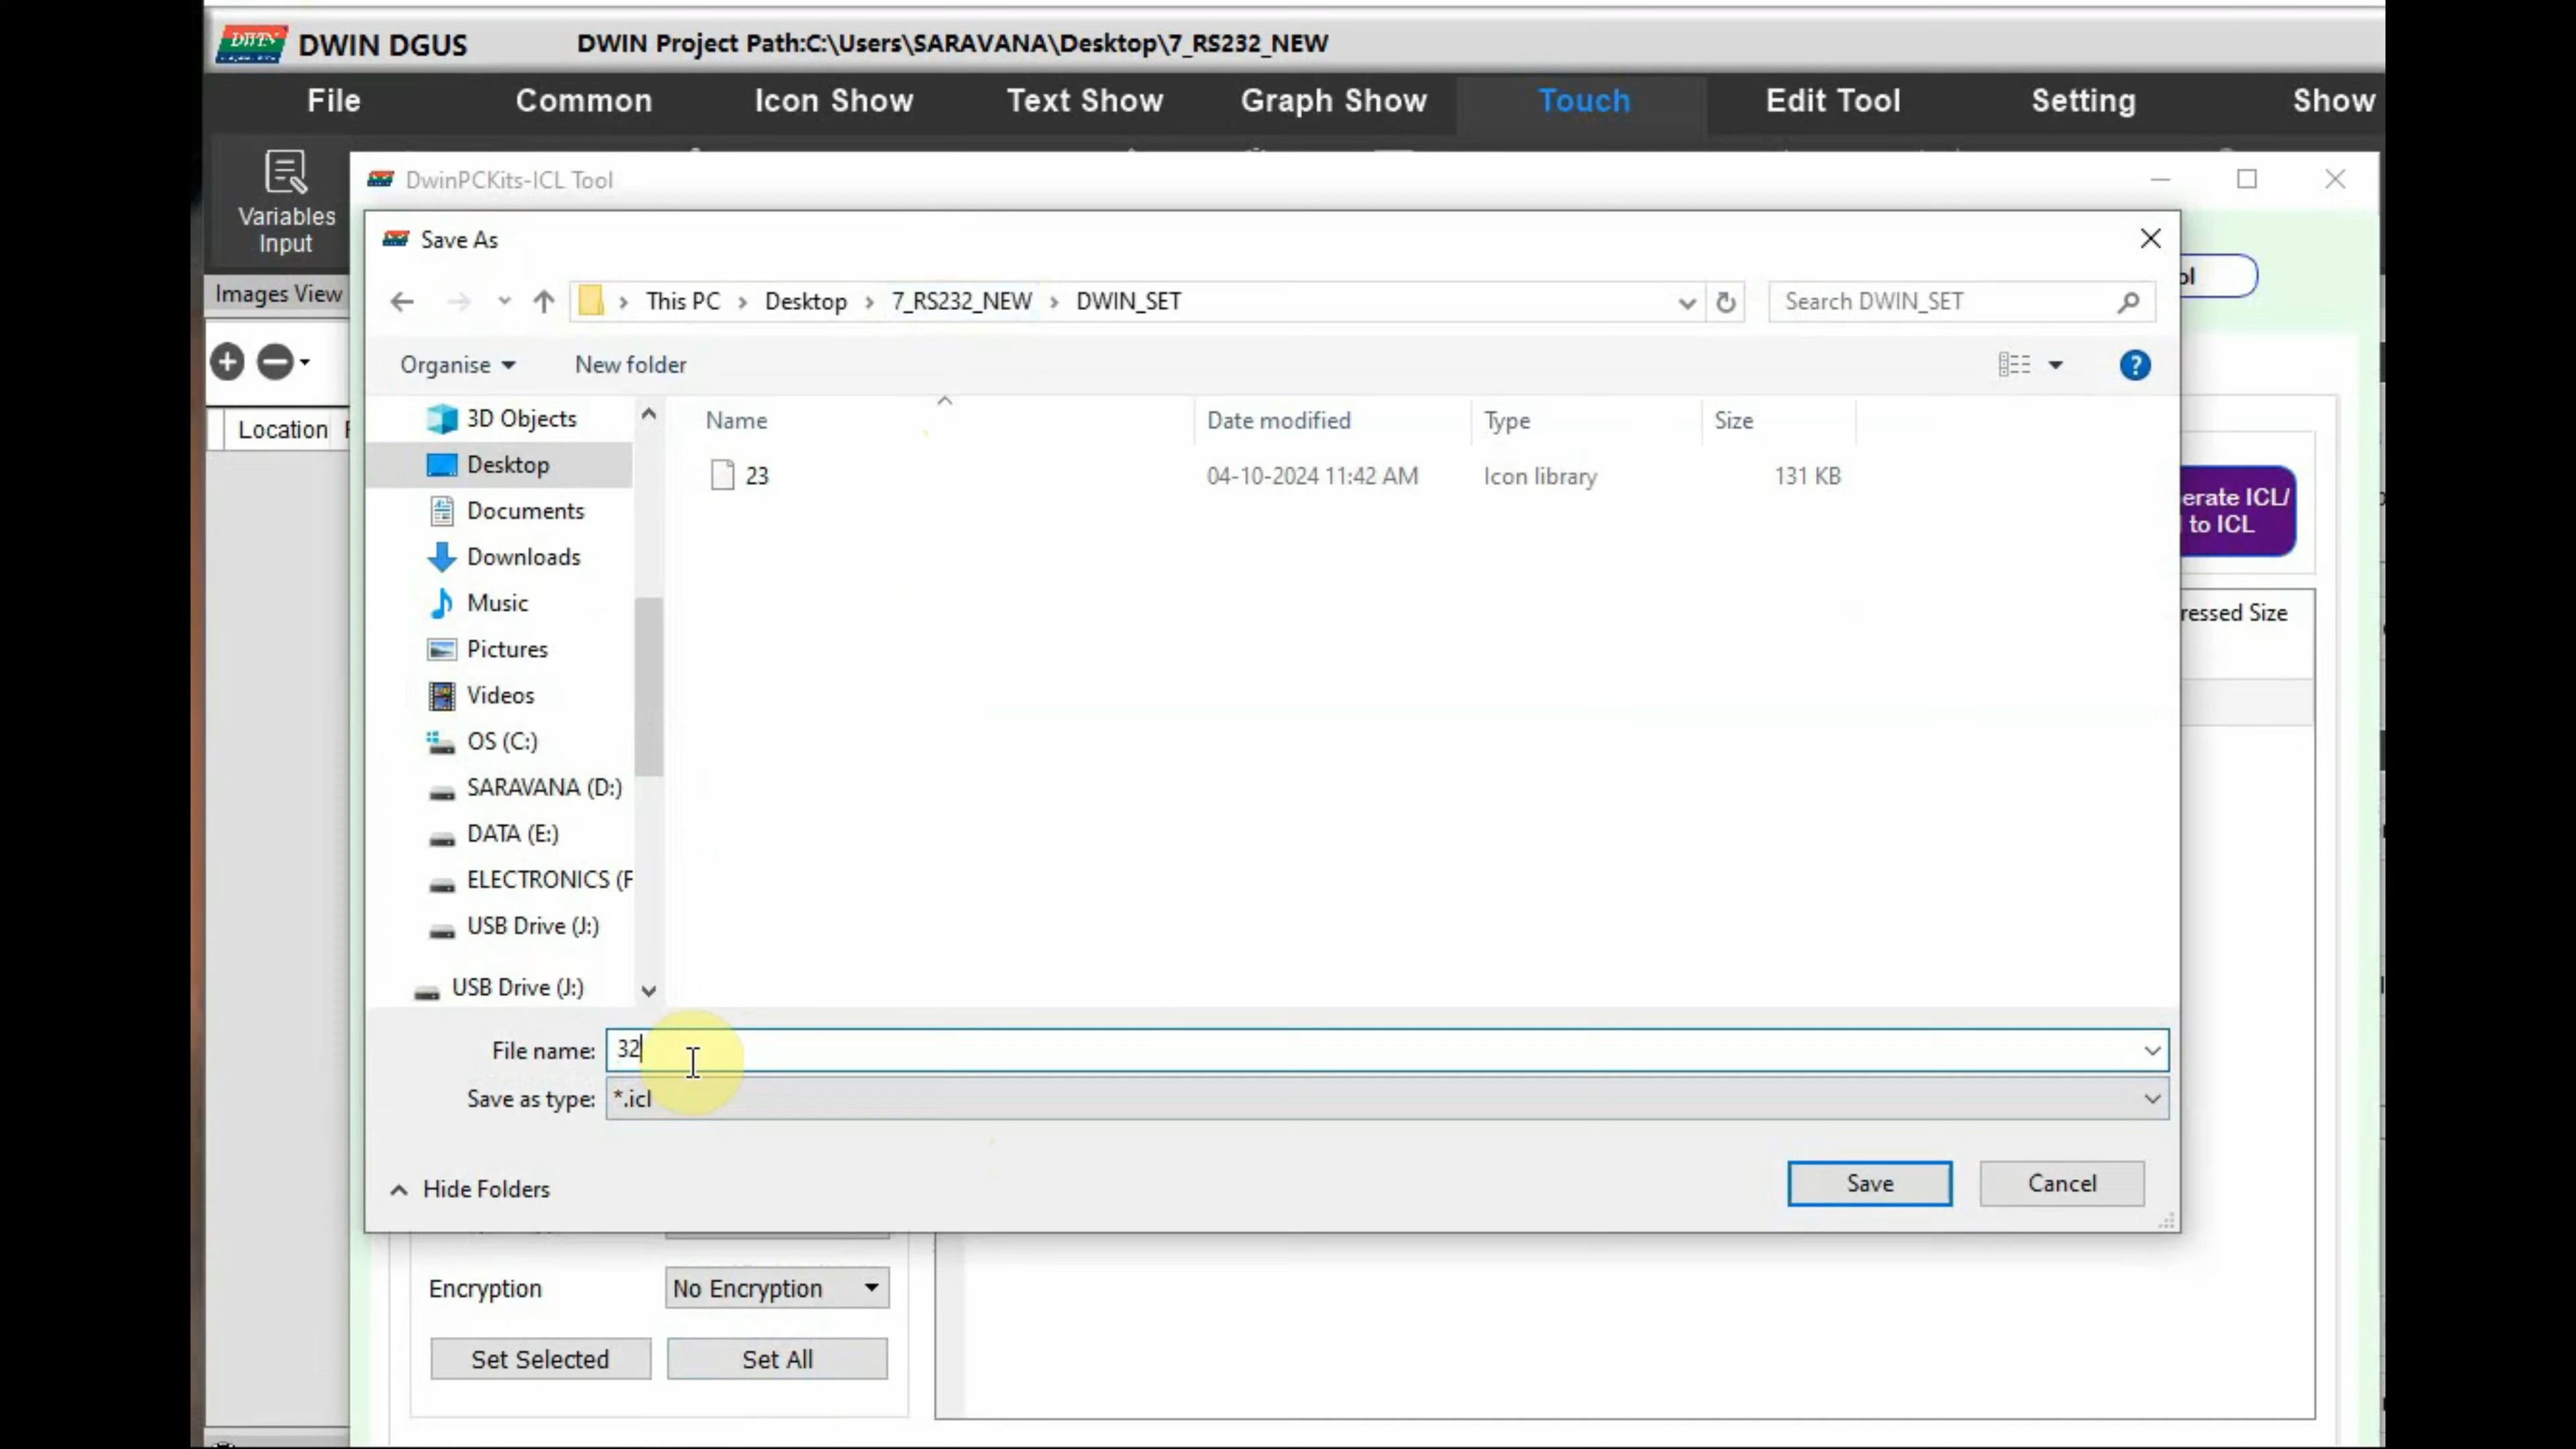 DWIN DGUS
DWIN Project Path:C:\Users\SARAVANA\Desktop\7_RS232_NEW
File
Common
Icon Show
Text Show
Graph Show
Touch
Edit Tool
Setting
Show
Variables
Input
Images View
Location
DwinPCKits-ICL Tool
Save As
This PC
Desktop
7_RS232_NEW
DWIN_SET
Search DWIN_SET
Organise
New folder
Name
Date modified
Type
Size
23
04-10-2024 11:42 AM
Icon library
131 KB
3D Objects
Desktop
Documents
Downloads
Music
Pictures
Videos
OS (C:)
SARAVANA (D:)
DATA (E:)
ELECTRONICS (F
USB Drive (J:)
USB Drive (J:)
erate ICL/
to ICL
ressed Size
File name:
32
Save as type:
*.icl
Hide Folders
Save
Cancel
Encryption
No Encryption
Set Selected
Set All